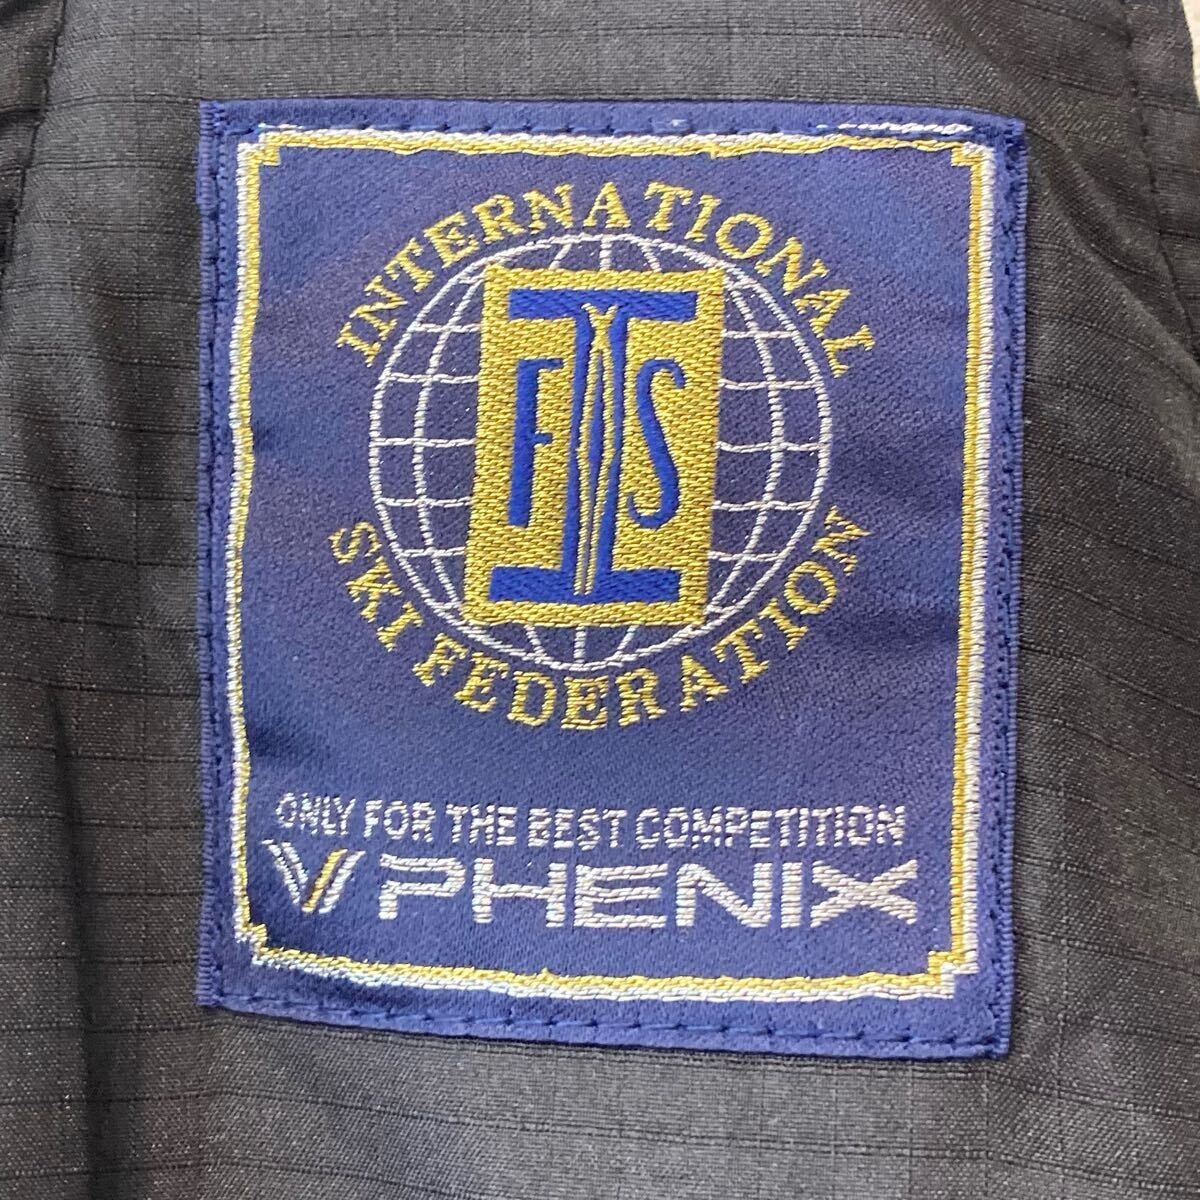 INTERNATIONAL
FIS
SKI FEDERATION
ONLY FOR THE BEST COMPETITION
PHENIX